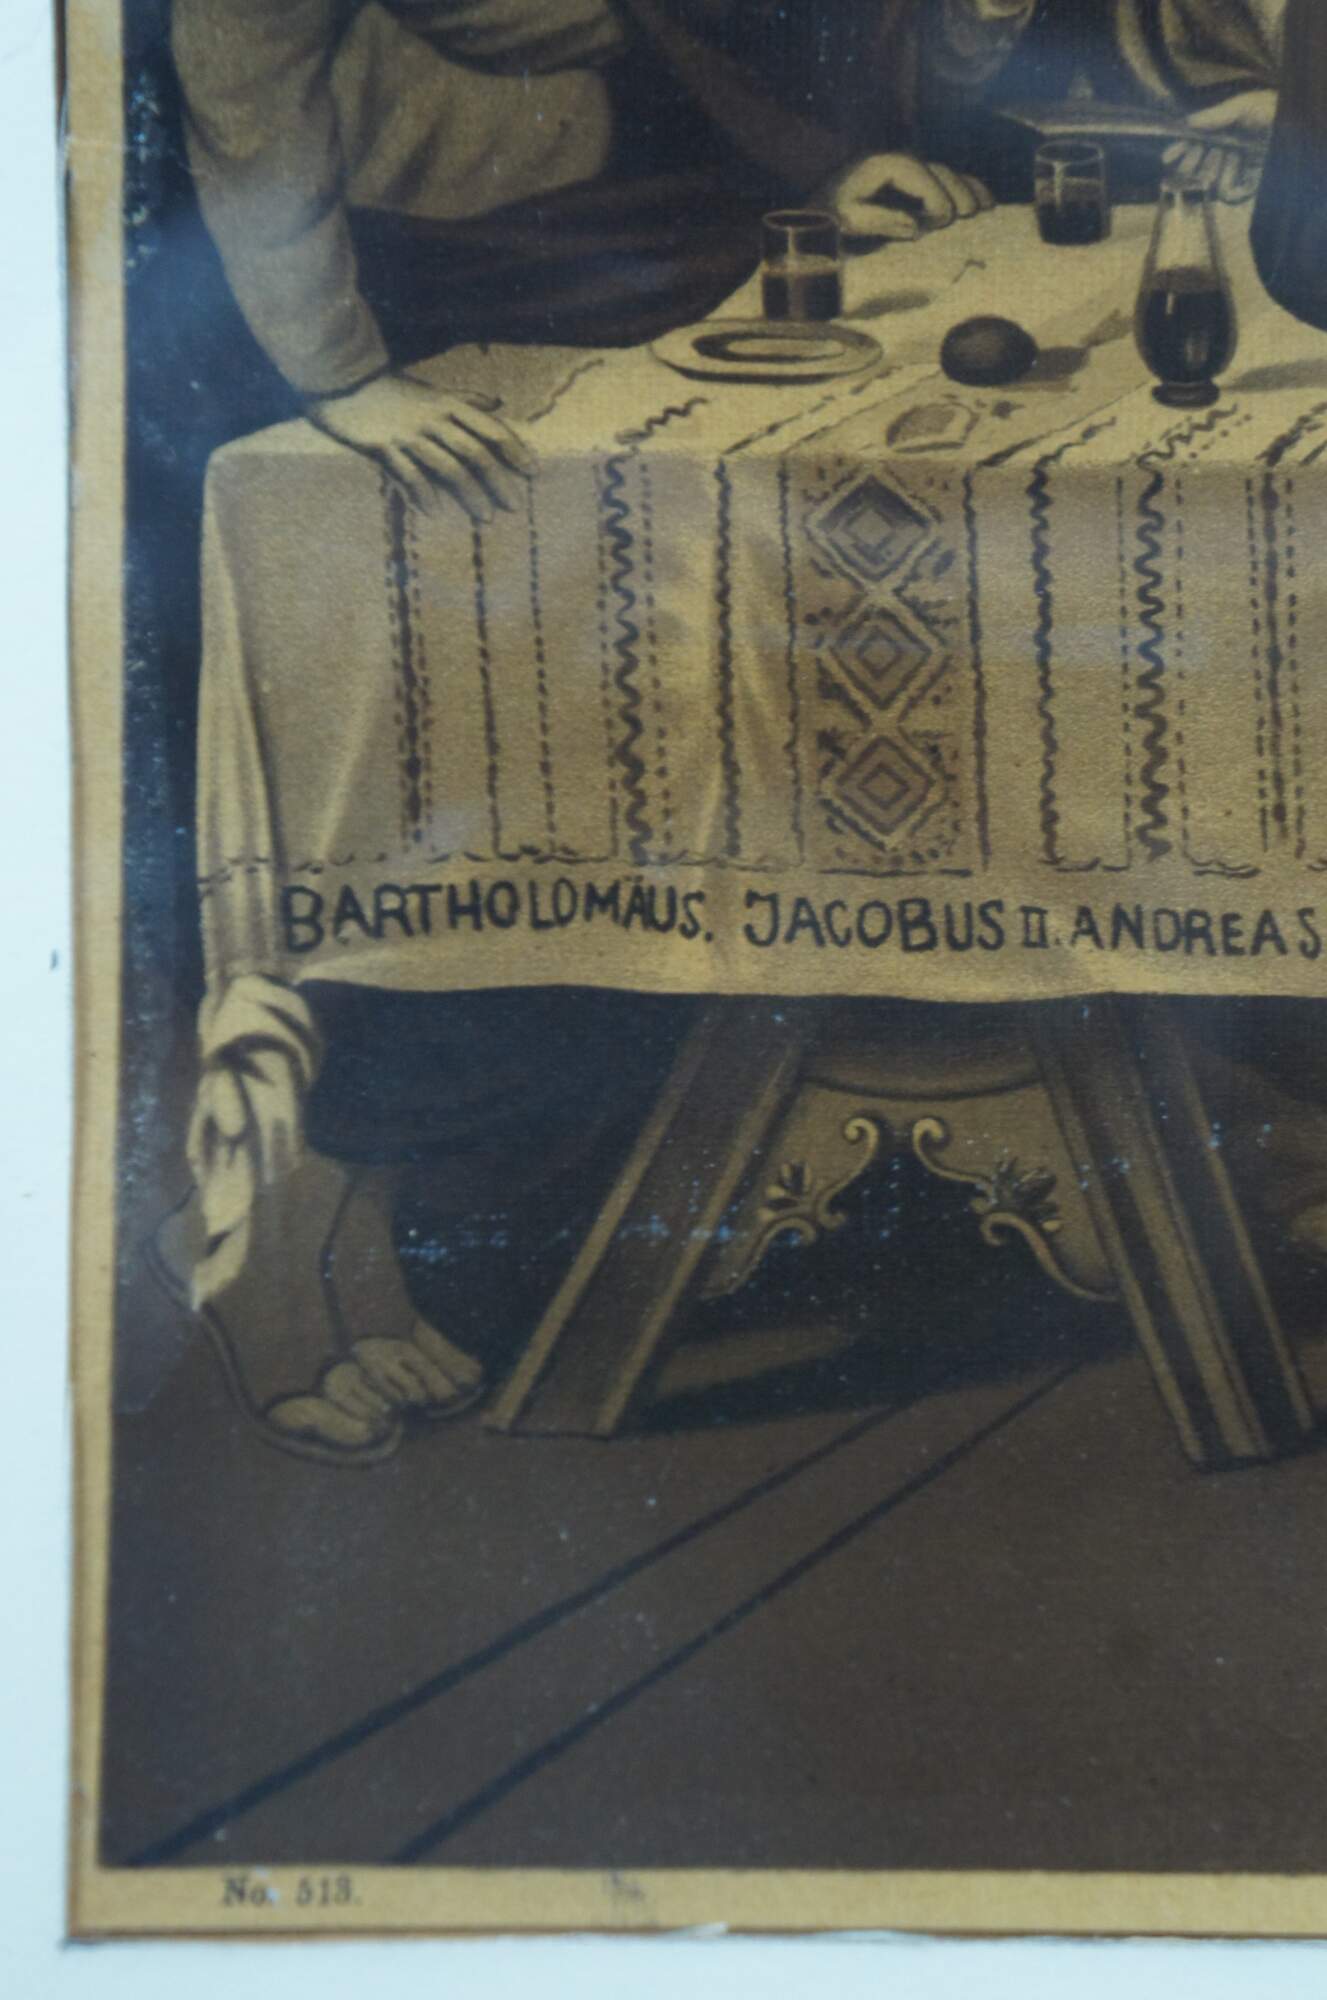 BARTHOLOMÄUS. JACOBUS II. ANDREAS
No. 513.